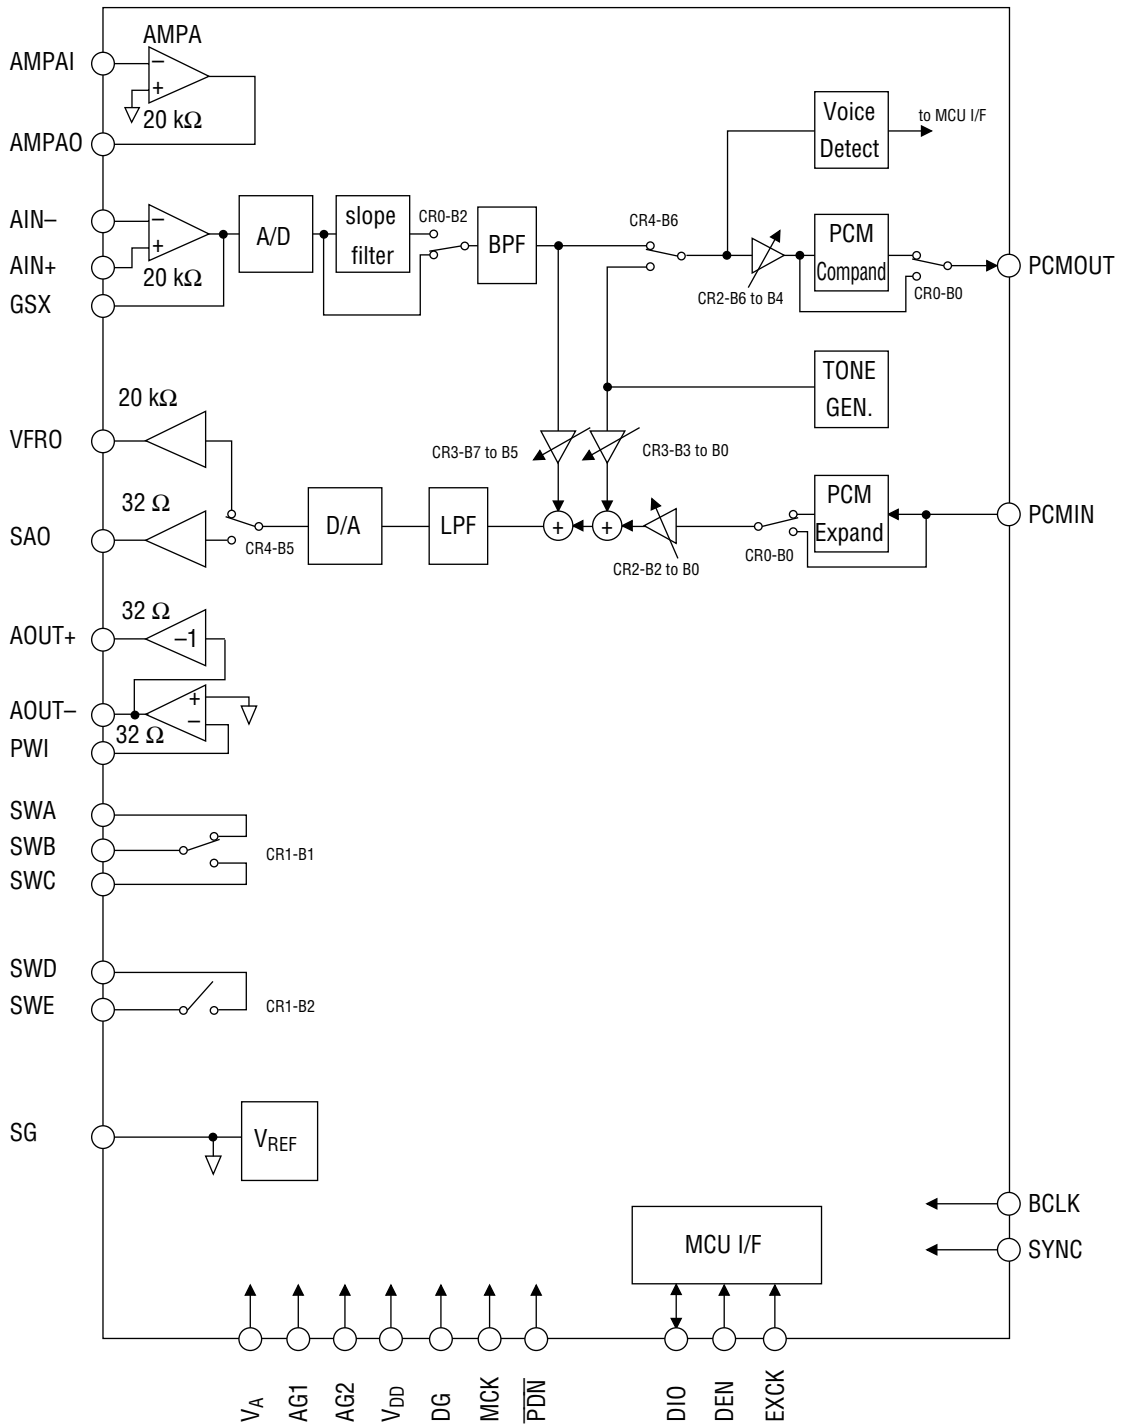 AMPA
AMPAI
−
+
20 kΩ
AMPAO
Voice
Detect
to MCU I/F
AIN−
−
+
AIN+
20 kΩ
GSX
A/D
slope
filter
CR0-B2
BPF
CR4-B6
CR2-B6 to B4
PCM
Compand
CR0-B0
PCMOUT
TONE
GEN.
20 kΩ
VFRO
CR3-B7 to B5
CR3-B3 to B0
32 Ω
SAO
CR4-B5
D/A
LPF
+
+
CR2-B2 to B0
CR0-B0
PCM
Expand
PCMIN
32 Ω
AOUT+
−1
AOUT−
+
−
32 Ω
PWI
SWA
SWB
SWC
CR1-B1
SWD
SWE
CR1-B2
SG
VREF
BCLK
SYNC
MCU I/F
VA
AG1
AG2
VDD
DG
MCK
PDN
DIO
DEN
EXCK